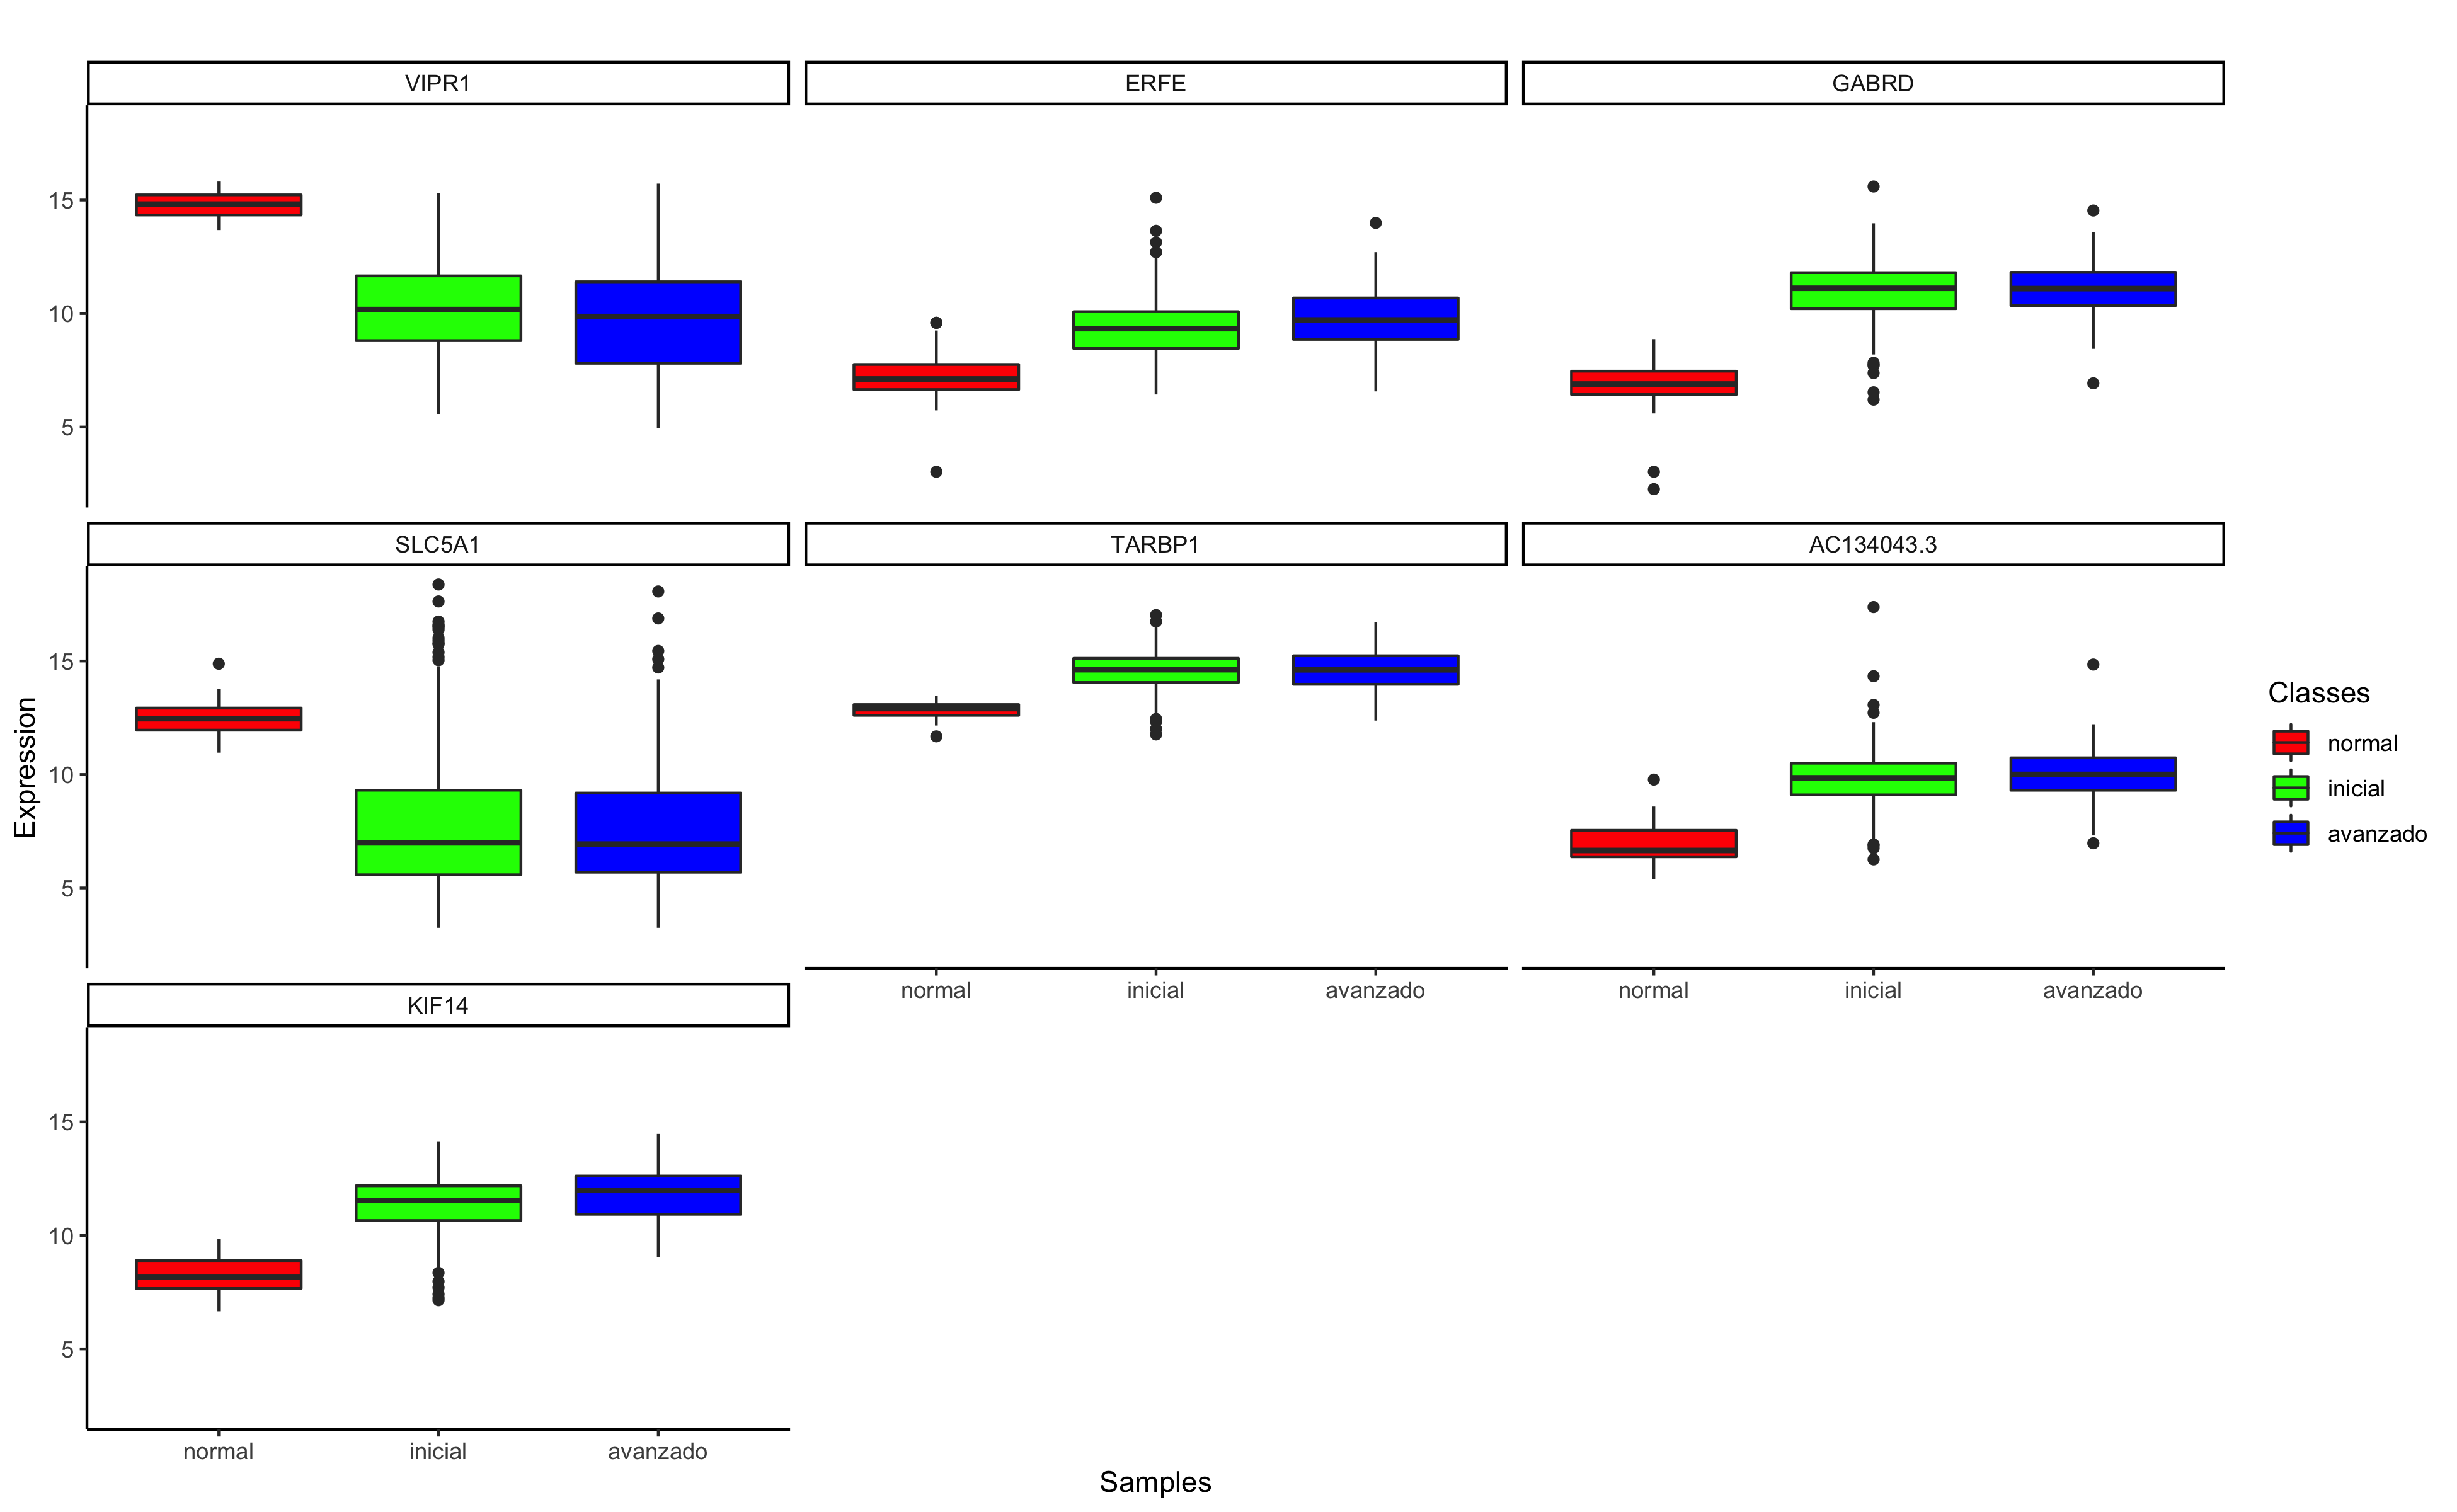 VIPR1 ERFE GABRD
15
10
5
SLC5A1 TARBP1 AC134043.3
15
10
5
normal inicial avanzado normal inicial avanzado
KIF14
15
10
5
normal inicial avanzado
Expression
Samples
Classes
normal
inicial
avanzado